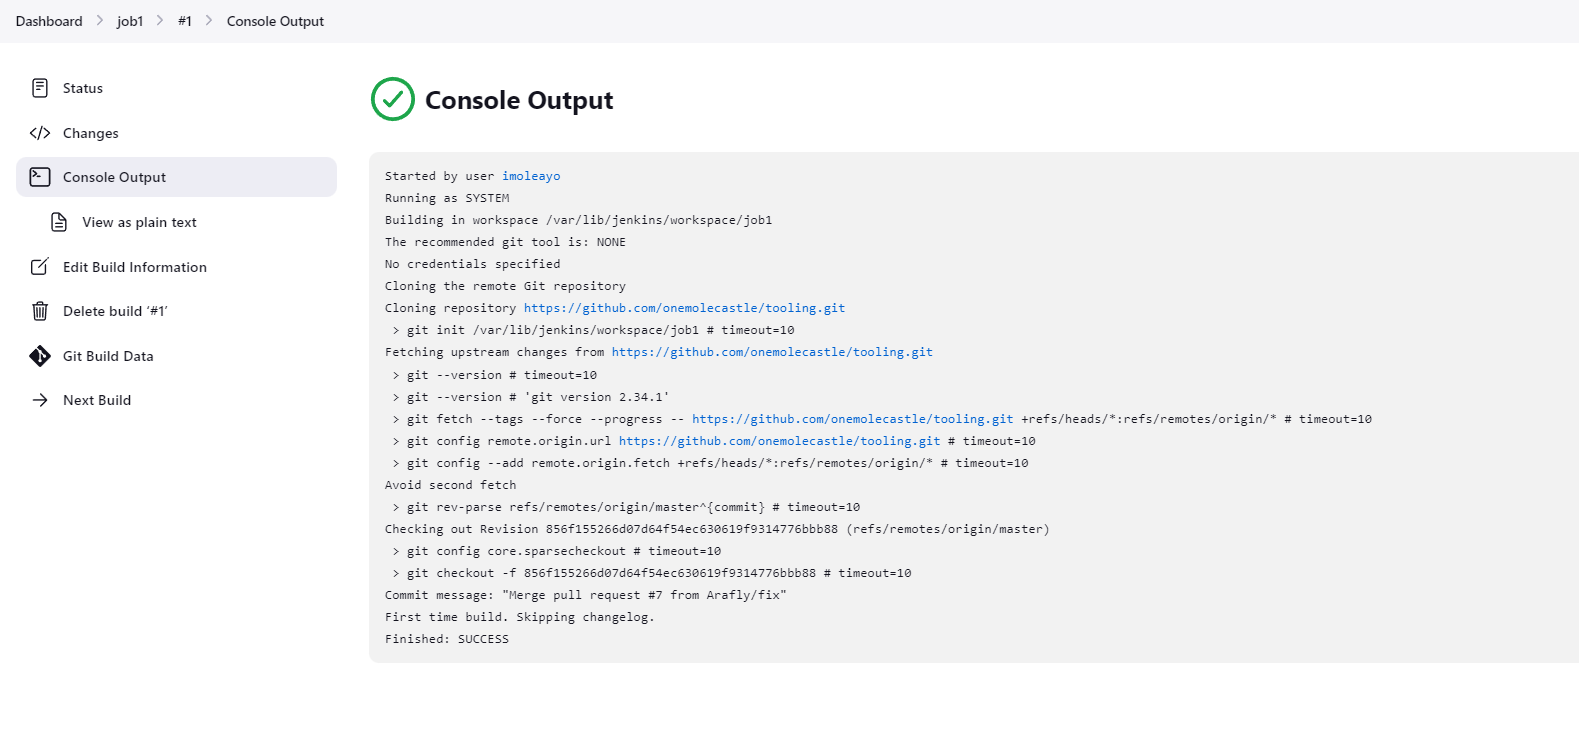 Dashboard > job1 > #1 > Console Output
Status
Changes
Console Output
View as plain text
Edit Build Information
Delete build ‘#1’
Git Build Data
Next Build
Console Output
Started by user imoleayo
Running as SYSTEM
Building in workspace /var/lib/jenkins/workspace/job1
The recommended git tool is: NONE
No credentials specified
Cloning the remote Git repository
Cloning repository https://github.com/onemolecastle/tooling.git
 > git init /var/lib/jenkins/workspace/job1 # timeout=10
Fetching upstream changes from https://github.com/onemolecastle/tooling.git
 > git --version # timeout=10
 > git --version # 'git version 2.34.1'
 > git fetch --tags --force --progress -- https://github.com/onemolecastle/tooling.git +refs/heads/*:refs/remotes/origin/* # timeout=10
 > git config remote.origin.url https://github.com/onemolecastle/tooling.git # timeout=10
 > git config --add remote.origin.fetch +refs/heads/*:refs/remotes/origin/* # timeout=10
Avoid second fetch
 > git rev-parse refs/remotes/origin/master^{commit} # timeout=10
Checking out Revision 856f155266d07d64f54ec630619f9314776bbb88 (refs/remotes/origin/master)
 > git config core.sparsecheckout # timeout=10
 > git checkout -f 856f155266d07d64f54ec630619f9314776bbb88 # timeout=10
Commit message: "Merge pull request #7 from Arafly/fix"
First time build. Skipping changelog.
Finished: SUCCESS